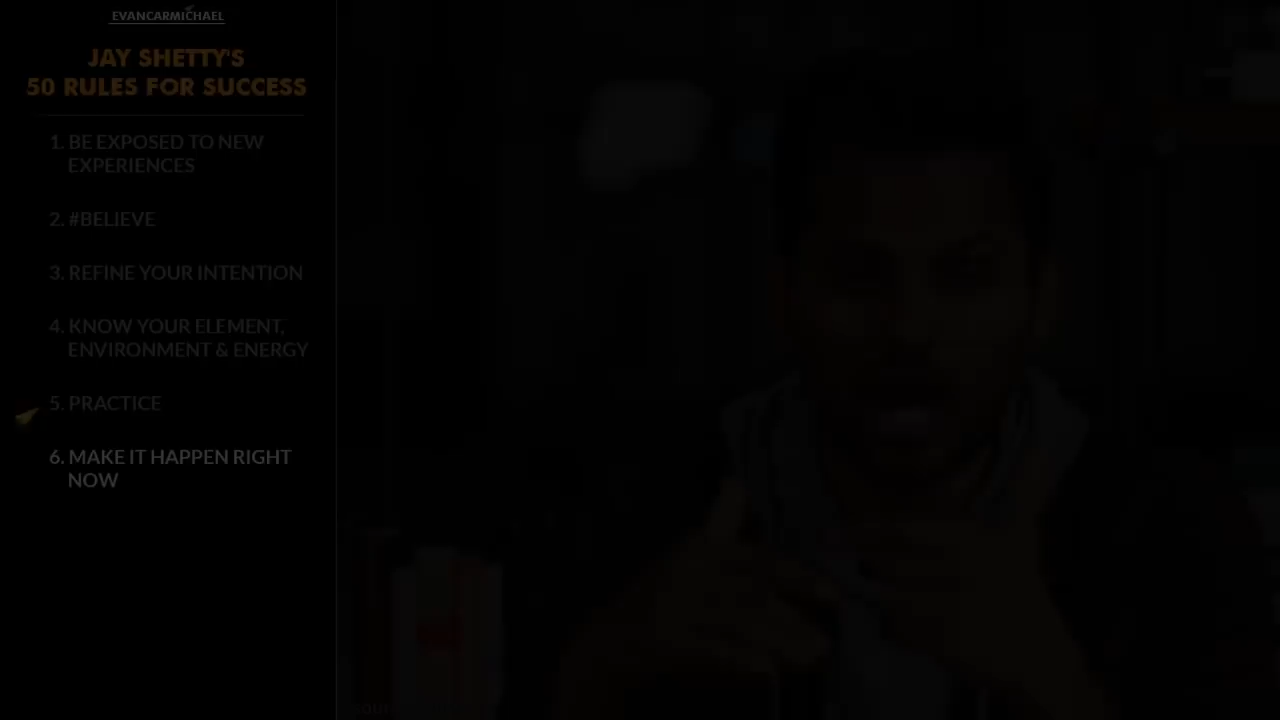 EVANCARMICHAEL
JAY SHETTY'S
50 RULES FOR SUCCESS
1. BE EXPOSED TO NEW
EXPERIENCES
2. #BELIEVE
3. REFINE YOUR INTENTION
4. KNOW YOUR ELEMENT,
ENVIRONMENT & ENERGY
5. PRACTICE
6. MAKE IT HAPPEN RIGHT
NOW